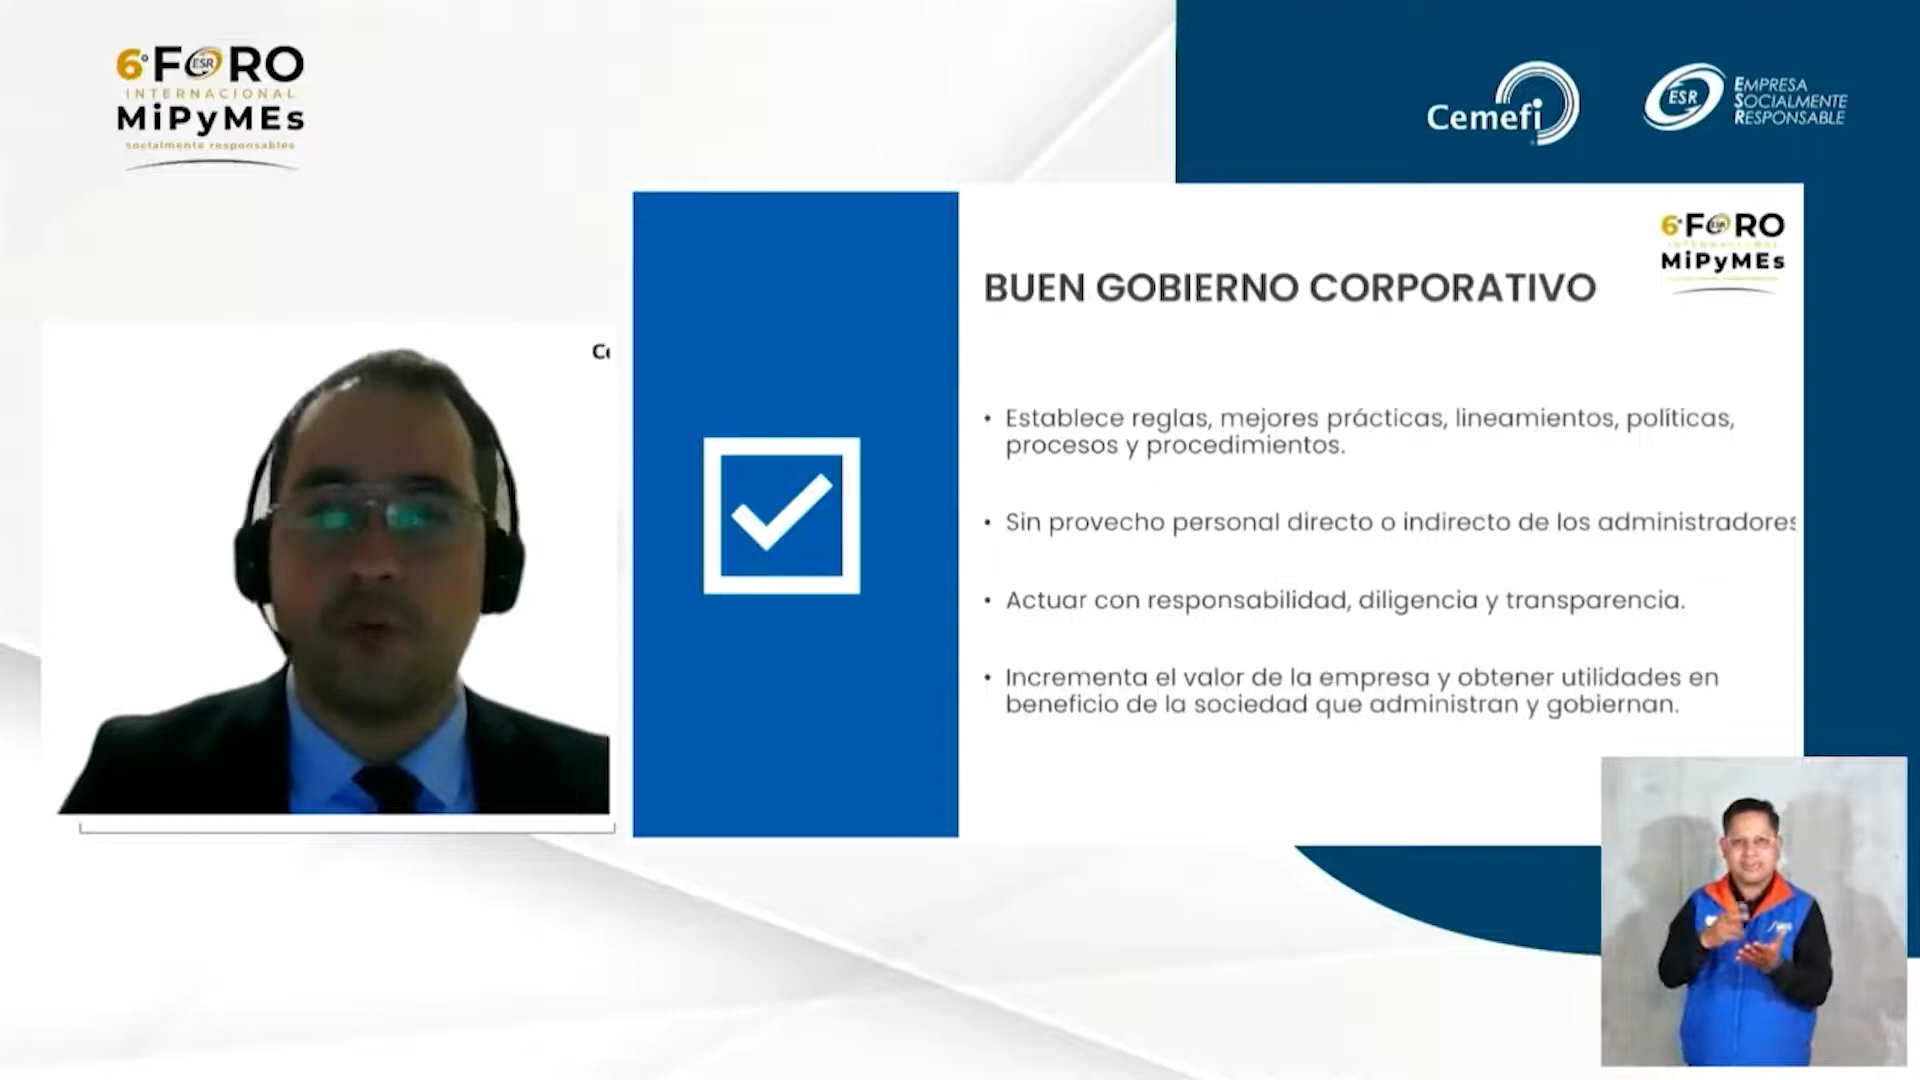 6° FORO
ESR
INTERNACIONAL
MiPyMEs
socialmente responsables
Cemefi
ESR
EMPRESA
SOCIALMENTE
RESPONSABLE
6° FORO
MiPyMEs
BUEN GOBIERNO CORPORATIVO
• Establece reglas, mejores prácticas, lineamientos, políticas,
procesos y procedimientos.
• Sin provecho personal directo o indirecto de los administradores
• Actuar con responsabilidad, diligencia y transparencia.
• Incrementa el valor de la empresa y obtener utilidades en
beneficio de la sociedad que administran y gobiernan.